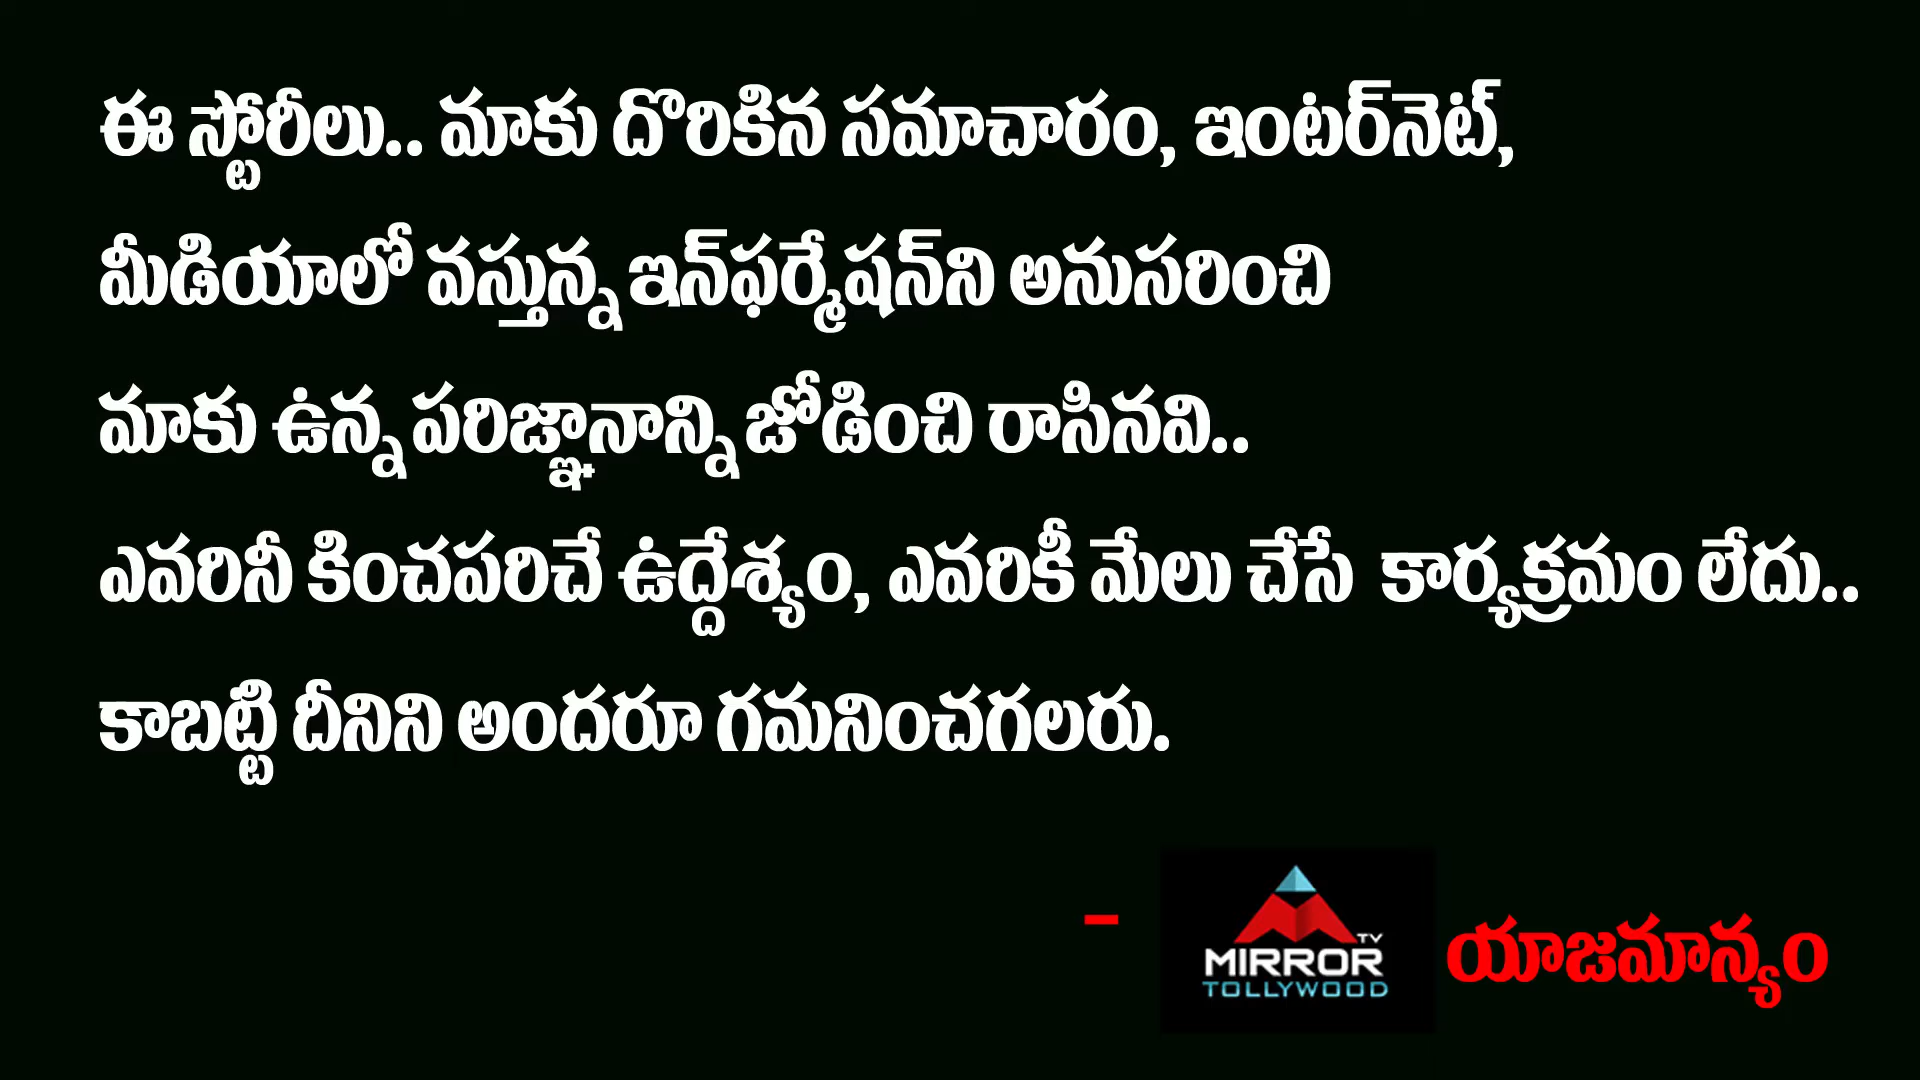 ఈ స్టోరీలు.. మాకు దొరికిన సమాచారం, ఇంటర్‌నెట్,
మీడియాలో వస్తున్న ఇన్‌ఫర్మేషన్‌ని అనుసరించి
మాకు ఉన్న పరిజ్ఞానాన్ని జోడించి రాసినవి..
ఎవరినీ కించపరిచే ఉద్దేశ్యం, ఎవరికీ మేలు చేసే కార్యక్రమం లేదు..
కాబట్టి దీనిని అందరూ గమనించగలరు.
- MIRROR TV TOLLYWOOD యాజమాన్యం